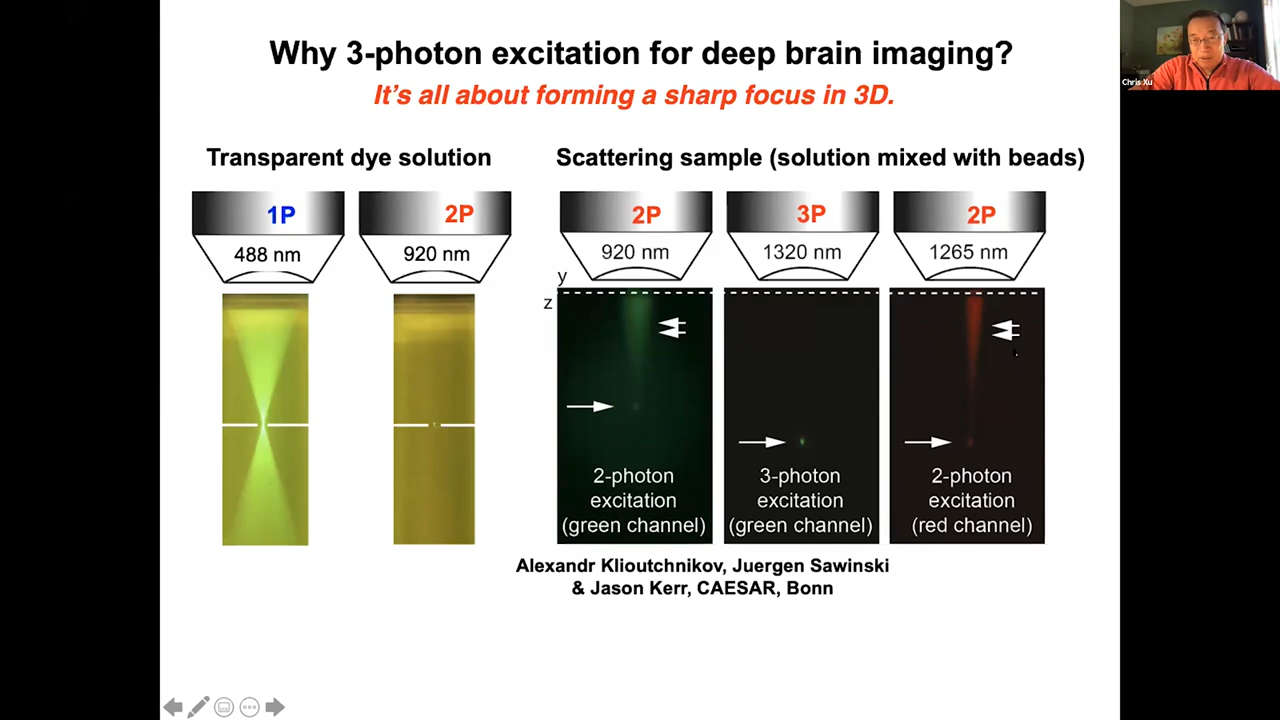 Why 3-photon excitation for deep brain imaging?
It's all about forming a sharp focus in 3D.
Chris Xu
Transparent dye solution
Scattering sample (solution mixed with beads)
1P
2P
2P
3P
2P
488 nm
920 nm
920 nm
1320 nm
1265 nm
y
z
2-photon
excitation
(green channel)
3-photon
excitation
(green channel)
2-photon
excitation
(red channel)
Alexandr Klioutchnikov, Juergen Sawinski
& Jason Kerr, CAESAR, Bonn